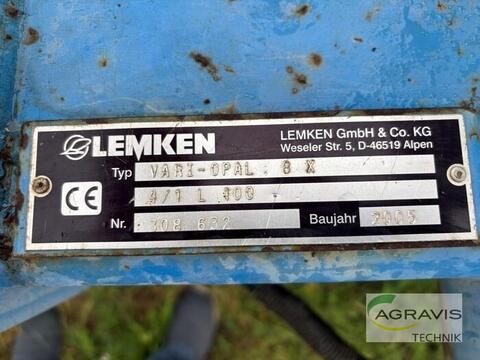 LEMKEN
LEMKEN GmbH & Co. KG
Weseler Str. 5, D-46519 Alpen
Typ VARI-OPAL 8 X
4/1 L 100
CE
Nr. 308 632 Baujahr 2005
AGRAVIS
TECHNIK